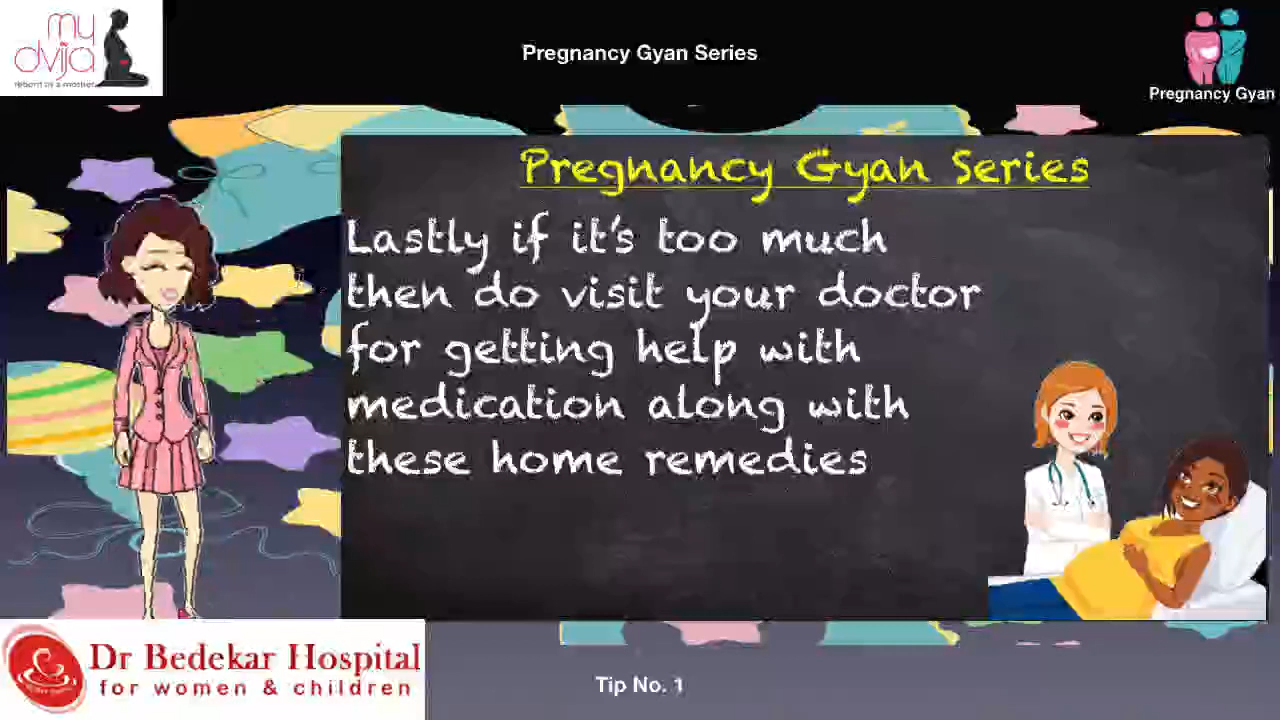 my
dvija
reborn as a mother
Pregnancy Gyan Series
Pregnancy Gyan
Pregnancy Gyan Series
Lastly if it's too much
then do visit your doctor
for getting help with
medication along with
these home remedies
Dr Bedekar Hospital
for women & children
Tip No. 1